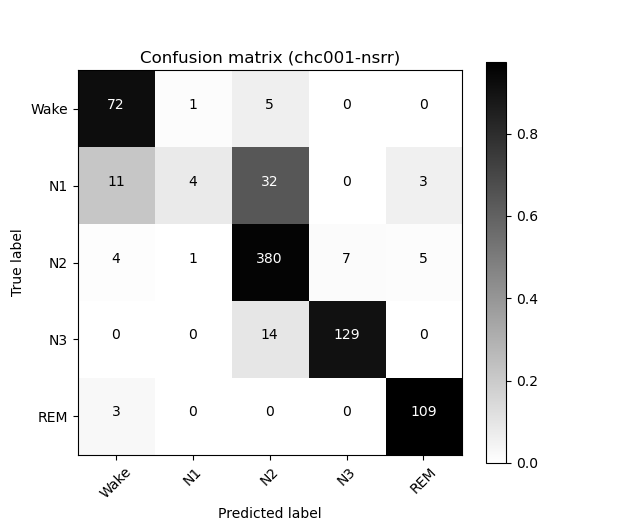 Confusion matrix (chc001-nsrr)
Wake 72 1 5 0 0
N1 11 4 32 0 3
N2 4 1 380 7 5
N3 0 0 14 129 0
REM 3 0 0 0 109
Wake N1 N2 N3 REM
Predicted label
True label
0.8
0.6
0.4
0.2
0.0